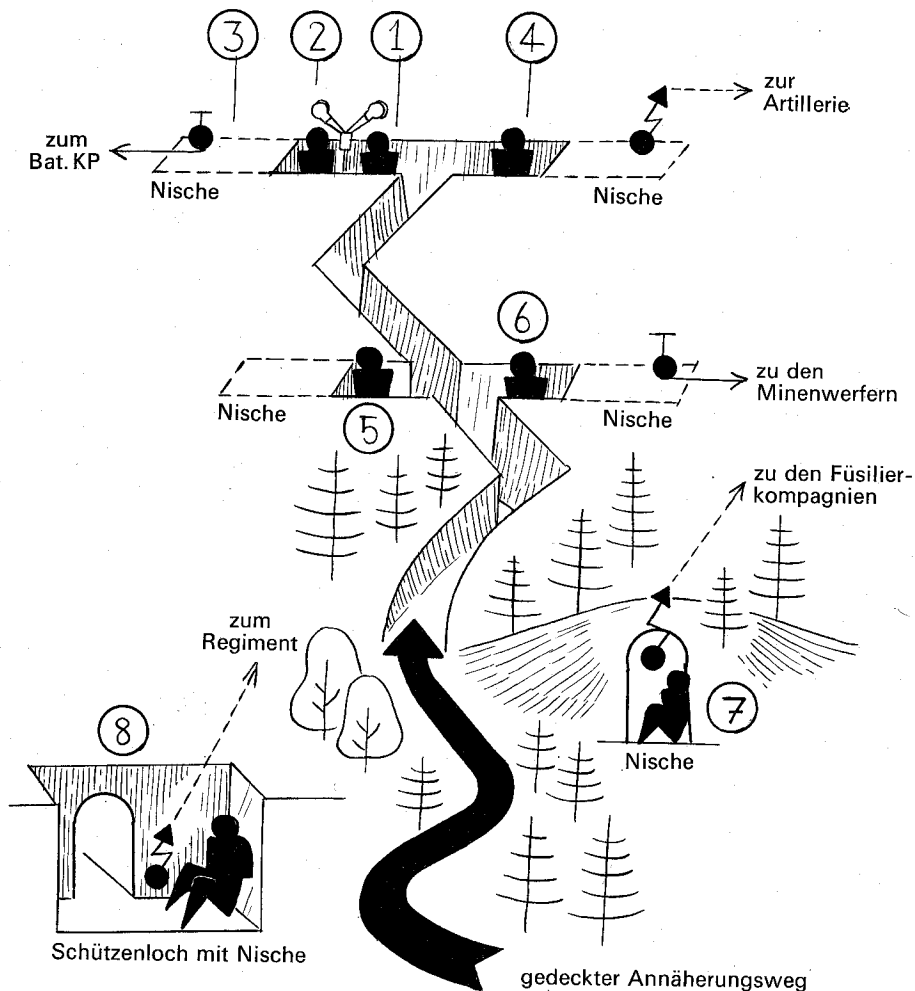 3
2
1
4
zur
Artillerie
zum
Bat. KP
Nische
Nische
6
zu den
Minenwerfern
Nische
5
Nische
zu den Füsilier-
kompagnien
zum
Regiment
7
8
Nische
Schützenloch mit Nische
gedeckter Annäherungsweg